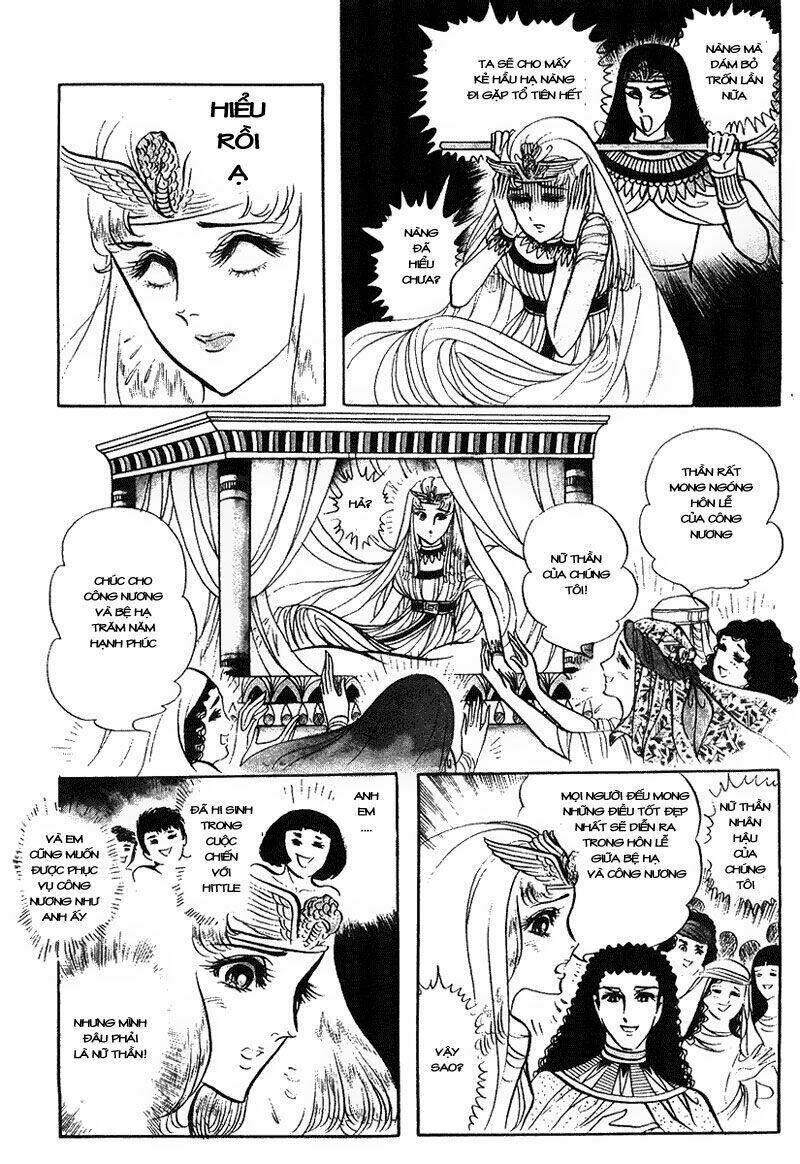 NÀNG MÀ
DÁM BỎ
TRỐN LẦN
NỮA
TA SẼ CHO MẤY
KẺ HẦU HẠ NÀNG
ĐI GẶP TỔ TIÊN HẾT
NÀNG
ĐÃ
HIỂU
CHƯA?
HIỂU
RỒI
Ạ
THẦN RẤT
MONG NGÓNG
HÔN LỄ
CỦA CÔNG
NƯƠNG
NỮ THẦN
CỦA CHÚNG
TÔI!
HẢ?
CHÚC CHO
CÔNG NƯƠNG
VÀ BỆ HẠ
TRĂM NĂM
HẠNH PHÚC
NỮ THẦN
NHÂN
HẬU CỦA
CHÚNG
TÔI
MỌI NGƯỜI ĐỀU MONG
NHỮNG ĐIỀU TỐT ĐẸP
NHẤT SẼ DIỄN RA
TRONG HÔN LỄ
GIỮA BỆ HẠ
VÀ CÔNG NƯƠNG
VẬY
SAO?
ANH
EM
....
ĐÃ HI SINH
TRONG
CUỘC
CHIẾN
VỚI
HITTLE
VÀ EM
CŨNG MUỐN
ĐƯỢC PHỤC
VỤ CÔNG
NƯƠNG NHƯ
ANH ẤY
NHƯNG MÌNH
ĐÂU PHẢI
LÀ NỮ THẦN!